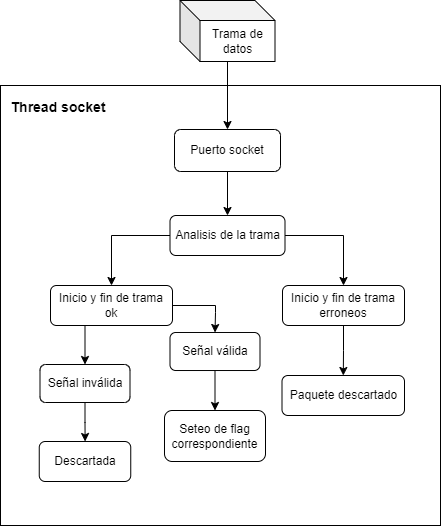 Trama de
datos
Thread socket
Puerto socket
Analisis de la trama
Inicio y fin de trama
ok
Inicio y fin de trama
erroneos
Señal válida
Señal inválida
Paquete descartado
Seteo de flag
correspondiente
Descartada